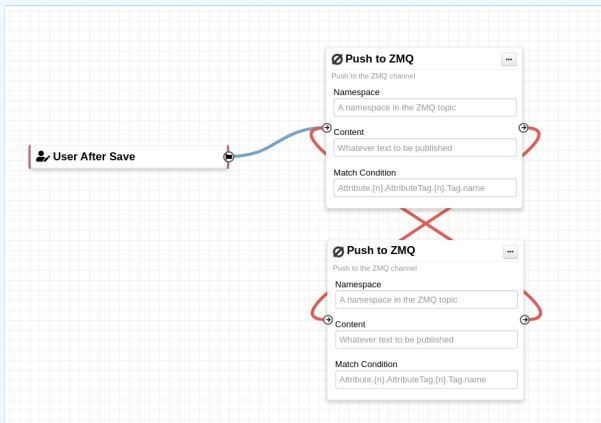 Push to ZMQ
...
Push to the ZMQ channel
Namespace
A namespace in the ZMQ topic
Content
Whatever text to be published
Match Condition
Attribute.{n}.AttributeTag.{n}.Tag.name
User After Save
Push to ZMQ
...
Push to the ZMQ channel
Namespace
A namespace in the ZMQ topic
Content
Whatever text to be published
Match Condition
Attribute.{n}.AttributeTag.{n}.Tag.name